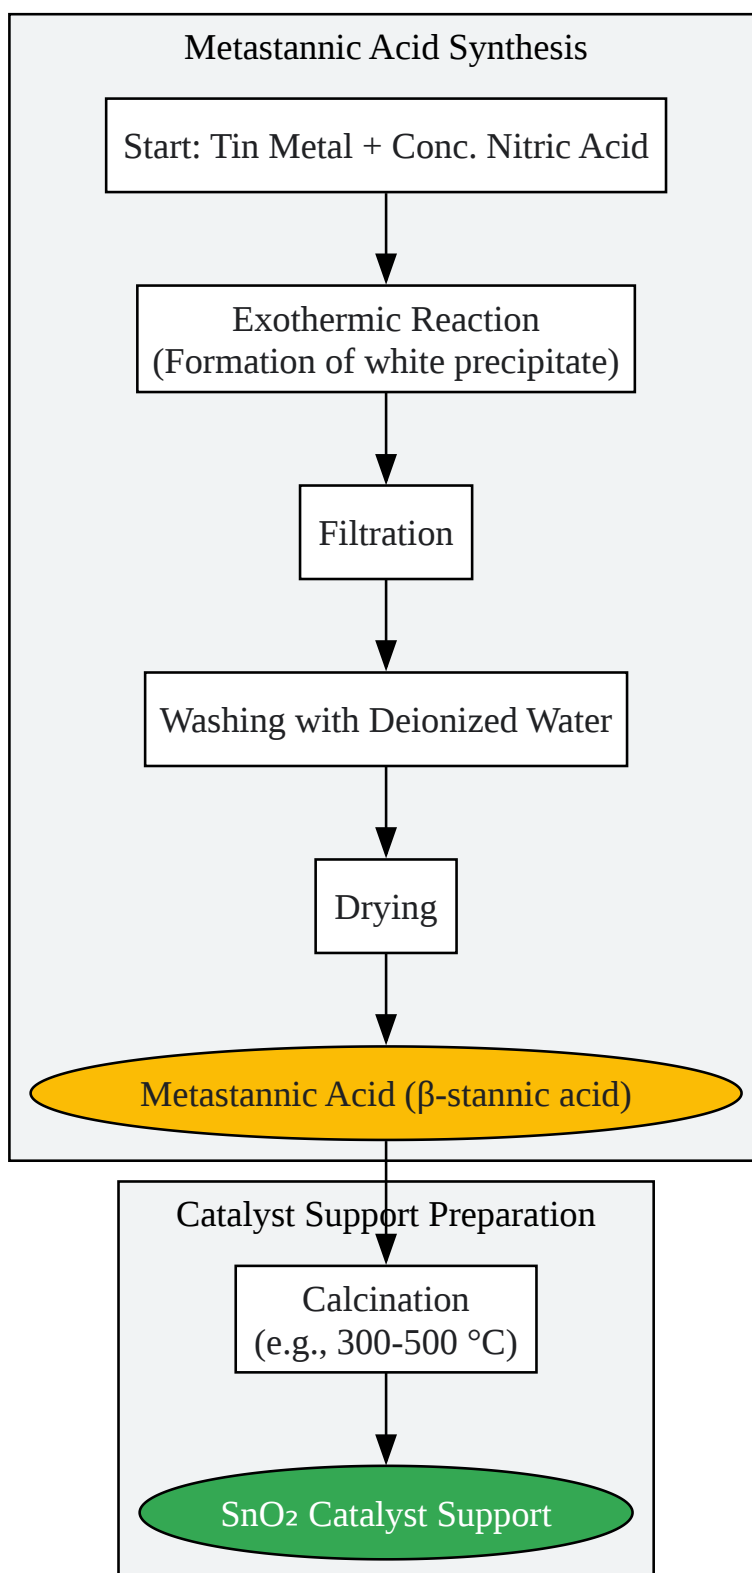 Metastannic Acid Synthesis
Start: Tin Metal + Conc. Nitric Acid
Exothermic Reaction
(Formation of white precipitate)
Filtration
Washing with Deionized Water
Drying
Metastannic Acid (β-stannic acid)
Catalyst Support Preparation
Calcination
(e.g., 300-500 °C)
SnO₂ Catalyst Support